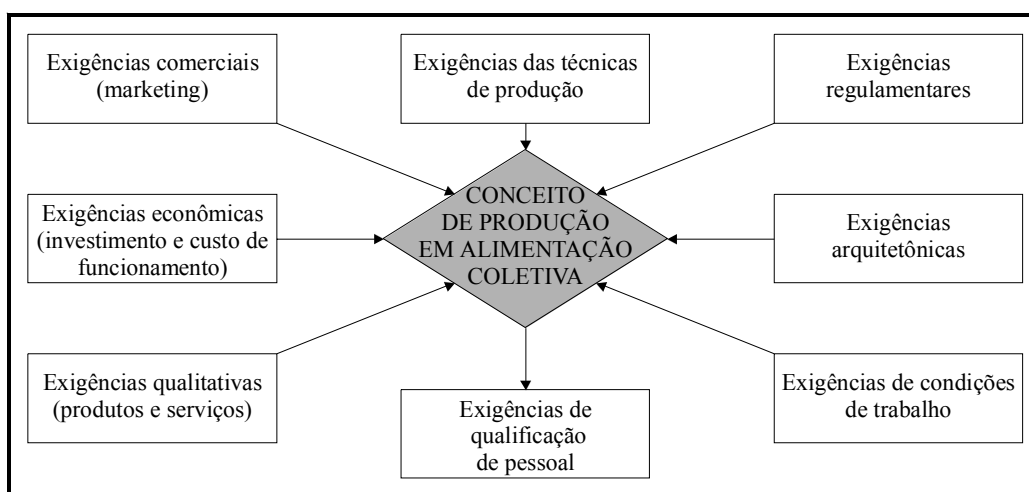 Exigências comerciais
(marketing)
Exigências das técnicas
de produção
Exigências
regulamentares
Exigências econômicas
(investimento e custo de
funcionamento)
CONCEITO
DE PRODUÇÃO
EM ALIMENTAÇÃO
COLETIVA
Exigências
arquitetônicas
Exigências qualitativas
(produtos e serviços)
Exigências de
qualificação
de pessoal
Exigências de condições
de trabalho